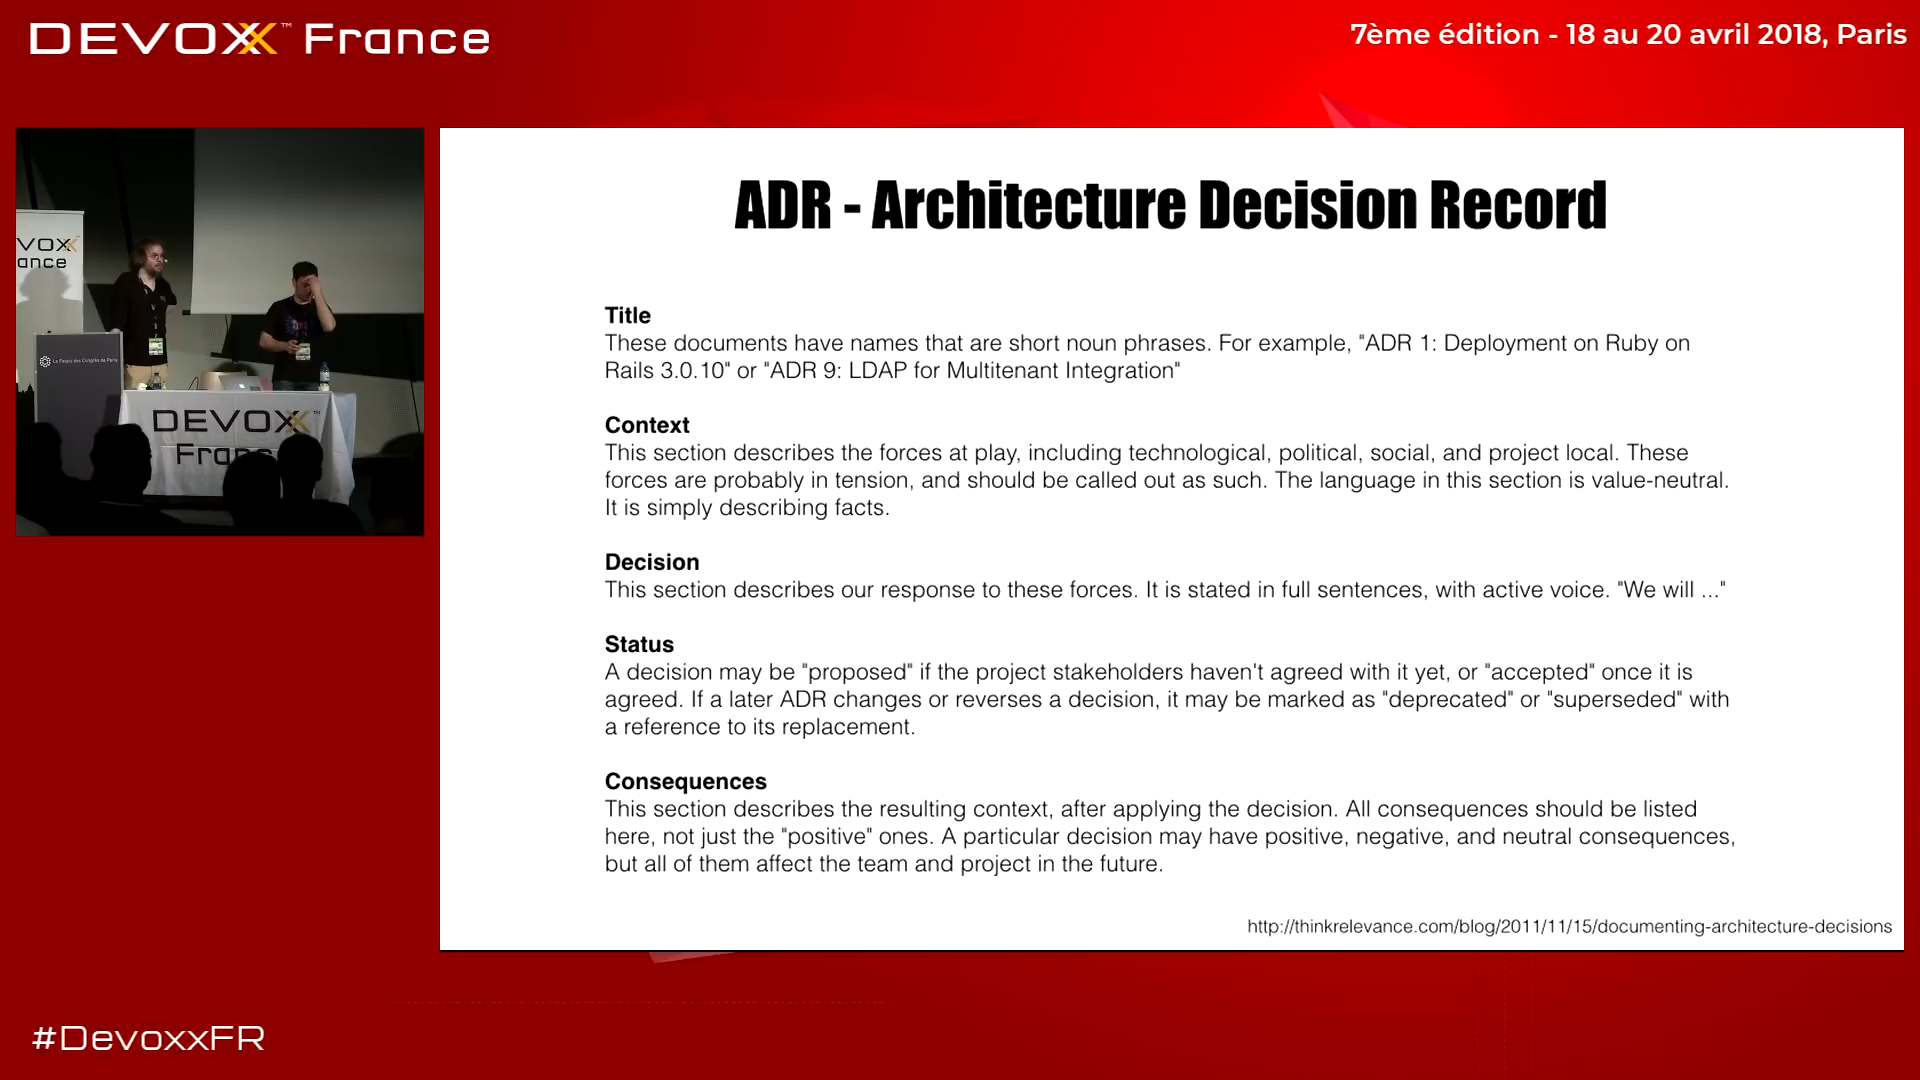 DEVOXX™ France
7ème édition - 18 au 20 avril 2018, Paris
VOXX
ance
Le Palais des Congrès de Paris
DEVOXX™
France
ADR - Architecture Decision Record
Title
These documents have names that are short noun phrases. For example, "ADR 1: Deployment on Ruby on
Rails 3.0.10" or "ADR 9: LDAP for Multitenant Integration"
Context
This section describes the forces at play, including technological, political, social, and project local. These
forces are probably in tension, and should be called out as such. The language in this section is value-neutral.
It is simply describing facts.
Decision
This section describes our response to these forces. It is stated in full sentences, with active voice. "We will ..."
Status
A decision may be "proposed" if the project stakeholders haven't agreed with it yet, or "accepted" once it is
agreed. If a later ADR changes or reverses a decision, it may be marked as "deprecated" or "superseded" with
a reference to its replacement.
Consequences
This section describes the resulting context, after applying the decision. All consequences should be listed
here, not just the "positive" ones. A particular decision may have positive, negative, and neutral consequences,
but all of them affect the team and project in the future.
http://thinkrelevance.com/blog/2011/11/15/documenting-architecture-decisions
#DevoxxFR